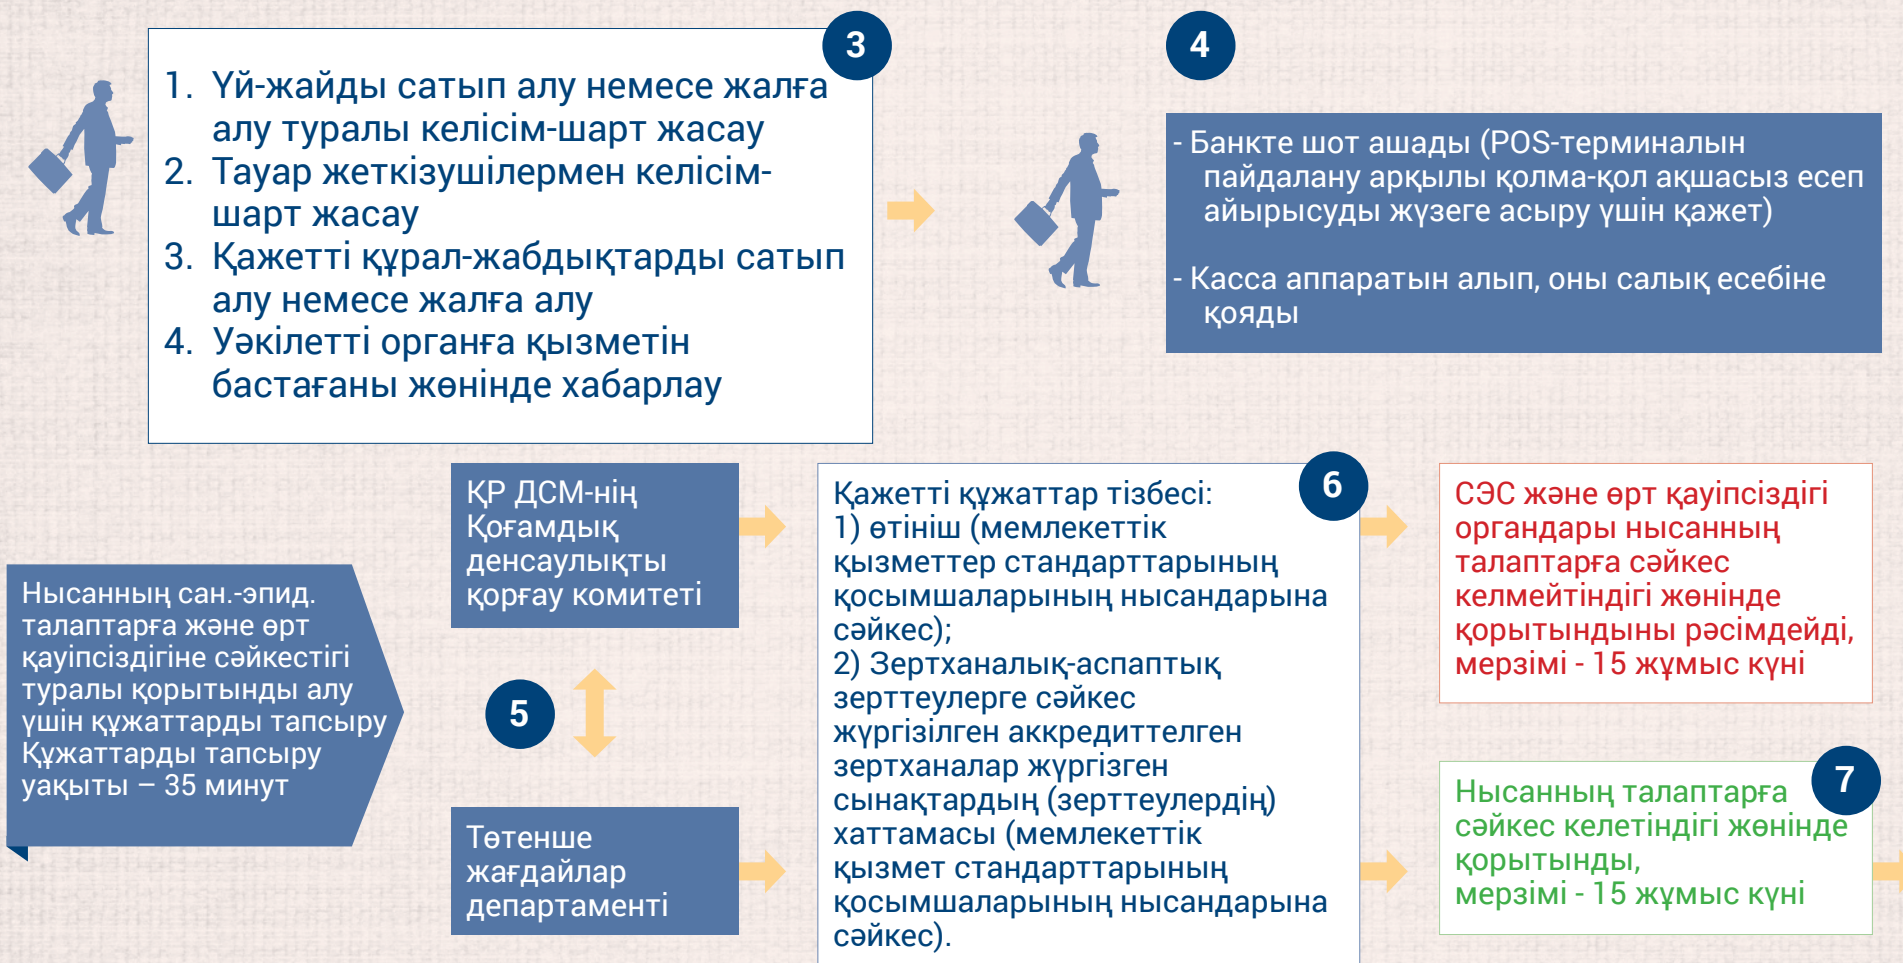 3
1. Үй-жайды сатып алу немесе жалға
алу туралы келісім-шарт жасау
2. Тауар жеткізушілермен келісім-
шарт жасау
3. Қажетті құрал-жабдықтарды сатып
алу немесе жалға алу
4. Уәкілетті органға қызметін
бастағаны жөнінде хабарлау
4
- Банкте шот ашады (POS-терминалын
пайдалану арқылы қолма-қол ақшасыз есеп
айырысуды жүзеге асыру үшін қажет)
- Касса аппаратын алып, оны салық есебіне
қояды
Нысанның сан.-эпид.
талаптарға және өрт
қауіпсіздігіне сәйкестігі
туралы қорытынды алу
үшін құжаттарды тапсыру
Құжаттарды тапсыру
уақыты – 35 минут
ҚР ДСМ-нің
Қоғамдық
денсаулықты
қорғау комитеті
5
Төтенше
жағдайлар
департаменті
6
Қажетті құжаттар тізбесі:
1) өтініш (мемлекеттік
қызметтер стандарттарының
қосымшаларының нысандарына
сәйкес);
2) Зертханалық-аспаптық
зерттеулерге сәйкес
жүргізілген аккредиттелген
зертханалар жүргізген
сынақтардың (зерттеулердің)
хаттамасы (мемлекеттік
қызмет стандарттарының
қосымшаларының нысандарына
сәйкес).
СЭС және өрт қауіпсіздігі
органдары нысанның
талаптарға сәйкес
келмейтіндігі жөнінде
қорытындыны рәсімдейді,
мерзімі - 15 жұмыс күні
7
Нысанның талаптарға
сәйкес келетіндігі жөнінде
қорытынды,
мерзімі - 15 жұмыс күні